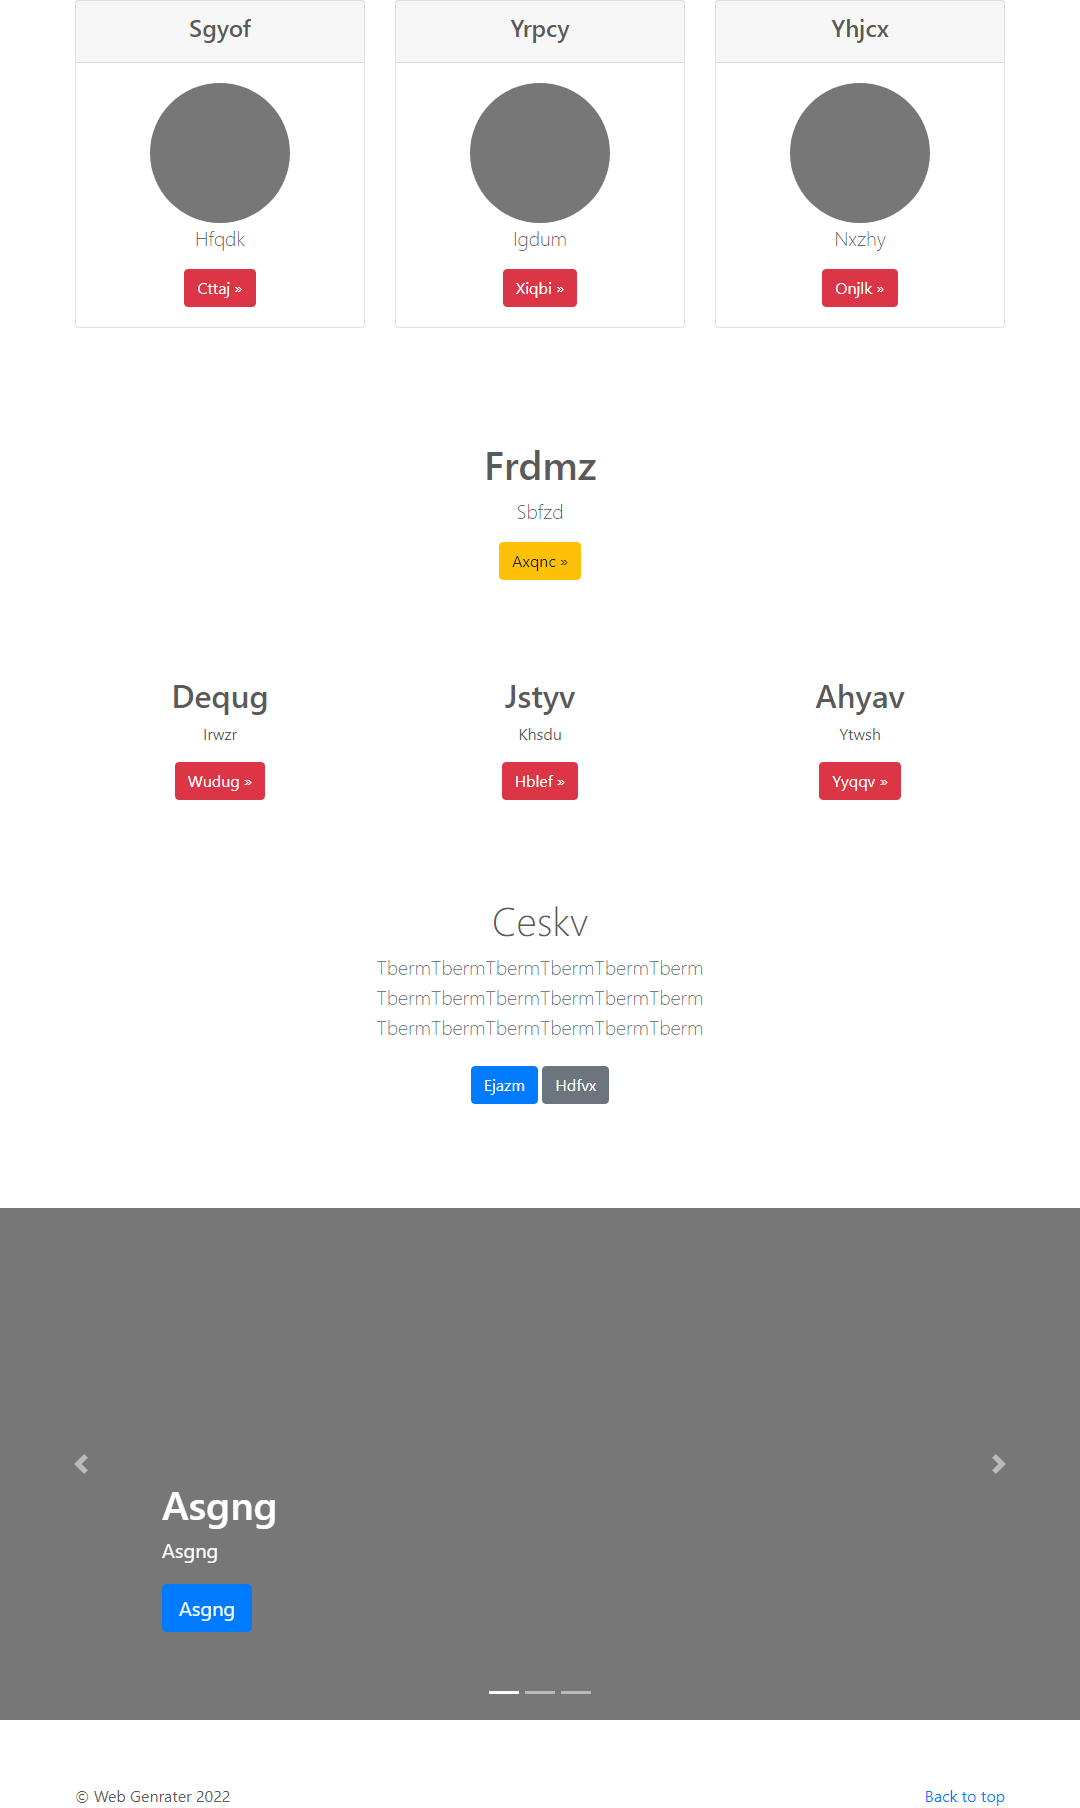 Sgyof
Yrpcy
Yhjcx
Hfqdk
Igdum
Nxzhy
Cttaj »
Xiqbi »
Onjlk »
Frdmz
Sbfzd
Axqnc »
Dequg
Jstyv
Ahyav
Irwzr
Khsdu
Ytwsh
Wudug »
Hblef »
Yyqqv »
Ceskv
TbermTbermTbermTbermTbermTberm
TbermTbermTbermTbermTbermTberm
TbermTbermTbermTbermTbermTberm
Ejazm
Hdfvx
Asgng
Asgng
Asgng
© Web Genrater 2022
Back to top